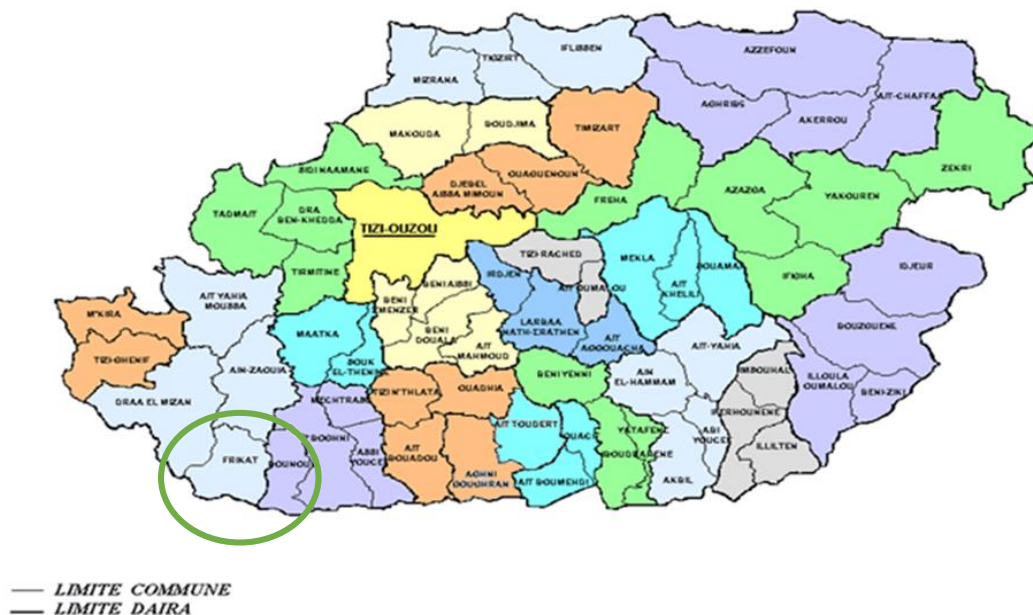 IFLISSEN
TIGZIRT
MIZRANA
AZZEFOUN
AIT-CHAFFAA
AGHRIBS
AKERROU
ZEKRI
MAKOUDA
BOUDJIMA
TIMIZART
SIDI NAAMANE
OUAGUENOUN
DJEBEL
AISSA MIMOUN
FREHA
AZAZGA
YAKOUREN
TADMAIT
DRA
BEN-KHEDDA
TIZI-OUZOU
TIRMITINE
TIZI-RACHED
MEKLA
AIT
KHELILI
SOUAMAA
IFIGHA
IDJEUR
IRDJEN
AIT OUMALOU
BENI AISSI
BENI
ZMENZER
BENI
DOUALA
AIT
MAHMOUD
LARBAA
NATH-ERATHEN
AIT
AGGOUACHA
AIT YAHIA
MOUSSA
M'KIRA
TIZI-GHENIF
MAATKA
SOUK
EL-THENIN
BOUZGUENE
AIT-YAHIA
AIN
EL-HAMMAM
IMSOUHAL
IFERHOUNENE
ILLOULA
OUMALOU
BENI-ZIKI
AIN-ZAOUIA
DRAA EL MIZAN
MECHTRAS
TIZI N'THLATA
OUADHIA
BENI YENNI
FRIKAT
BOUNOUH
BOGHNI
ABBI
YOUCEF
AIT
BOUADOU
AGHNI
GOUGHRAN
AIT TOUDERT
OUACIF
AIT BOUMEHDI
YATAFENE
BOUDRARENE
ABI
YOUCEF
AKBIL
ILLILTEN
LIMITE COMMUNE
LIMITE DAIRA